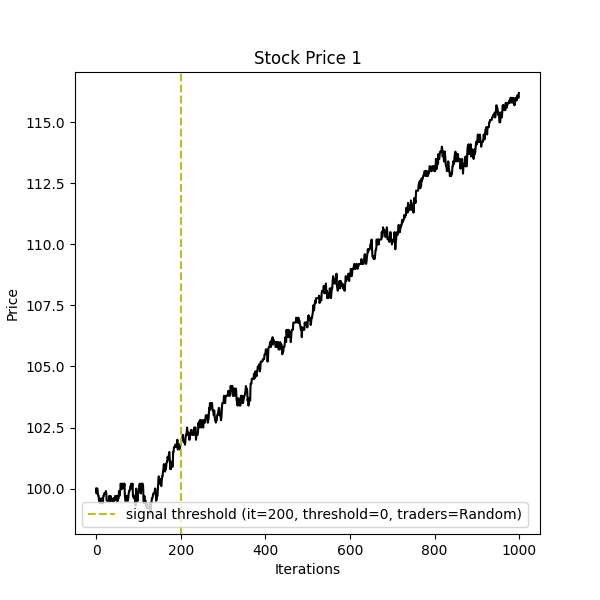 Stock Price 1
115.0
112.5
110.0
107.5
105.0
102.5
100.0
Price
signal threshold (it=200, threshold=0, traders=Random)
0 200 400 600 800 1000
Iterations